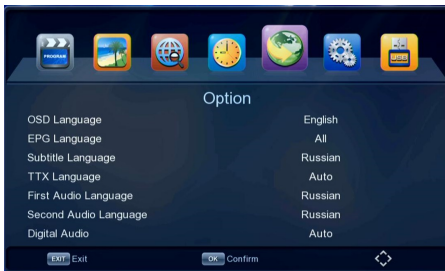 PROGRAM
USB
Option
OSD Language English
EPG Language All
Subtitle Language Russian
TTX Language Auto
First Audio Language Russian
Second Audio Language Russian
Digital Audio Auto
EXIT Exit OK Confirm